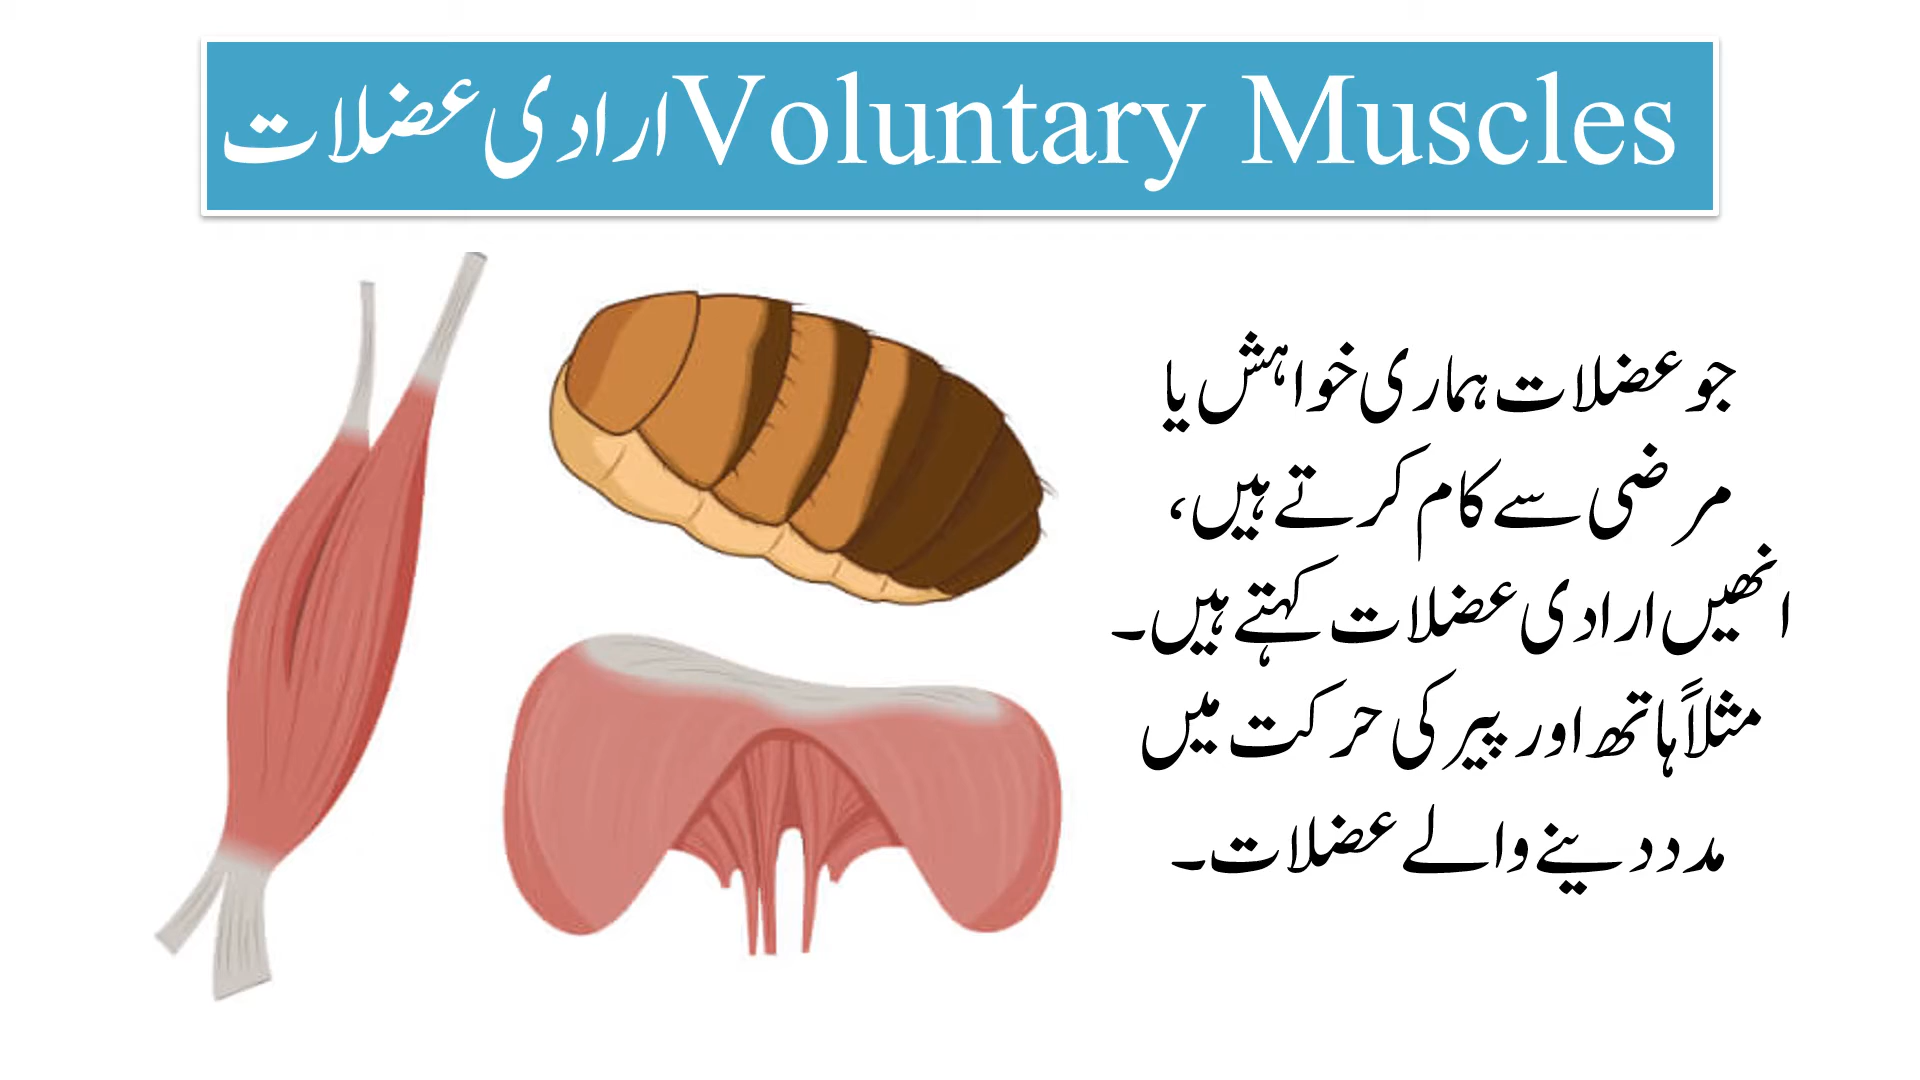 Voluntary Muscles ارادی عضلات
جو عضلات ہماری خواہش یا
مرضی سے کام کرتے ہیں،
انھیں ارادی عضلات کہتے ہیں۔
مثلاً ہاتھ اور پیر کی حرکت میں
مدد دینے والے عضلات۔